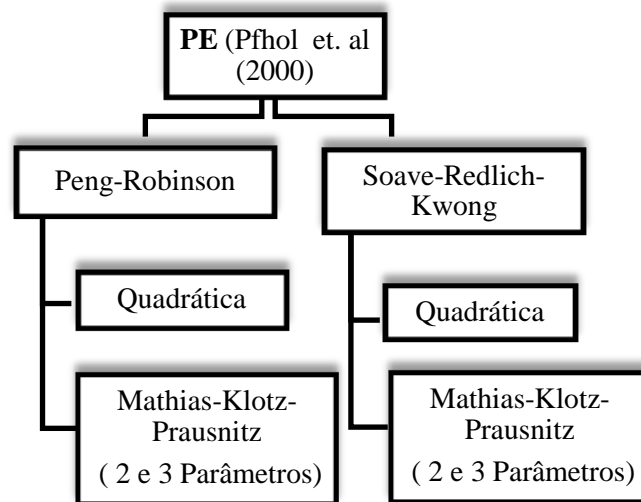 PE (Pfhol et. al
(2000)
Peng-Robinson
Soave-Redlich-
Kwong
Quadrática
Quadrática
Mathias-Klotz-
Prausnitz
( 2 e 3 Parâmetros)
Mathias-Klotz-
Prausnitz
( 2 e 3 Parâmetros)